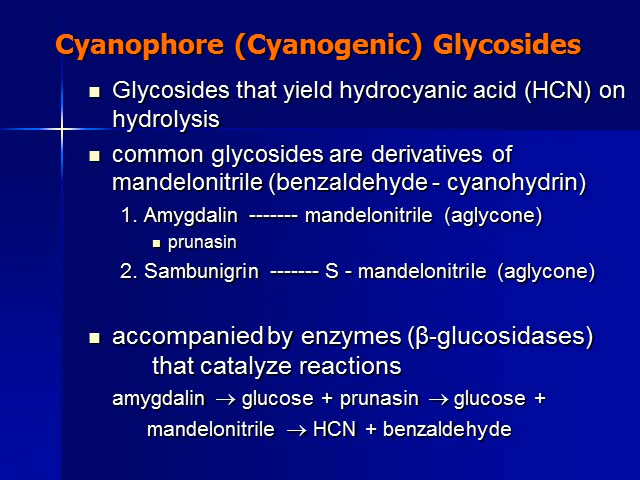 Cyanophore (Cyanogenic) Glycosides
Glycosides that yield hydrocyanic acid (HCN) on
hydrolysis
common glycosides are derivatives of
mandelonitrile (benzaldehyde - cyanohydrin)
1. Amygdalin ------- mandelonitrile (aglycone)
prunasin
2. Sambunigrin ------- S - mandelonitrile (aglycone)
accompanied by enzymes (β-glucosidases)
that catalyze reactions
amygdalin → glucose + prunasin → glucose +
mandelonitrile → HCN + benzaldehyde